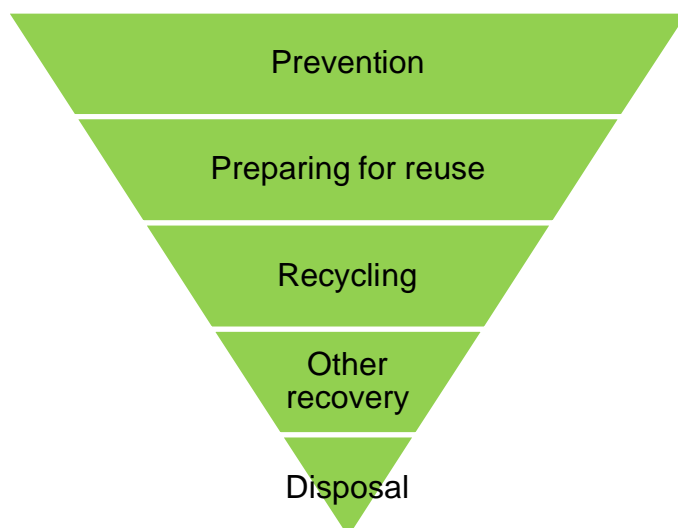 Prevention
Preparing for reuse
Recycling
Other
recovery
Disposal